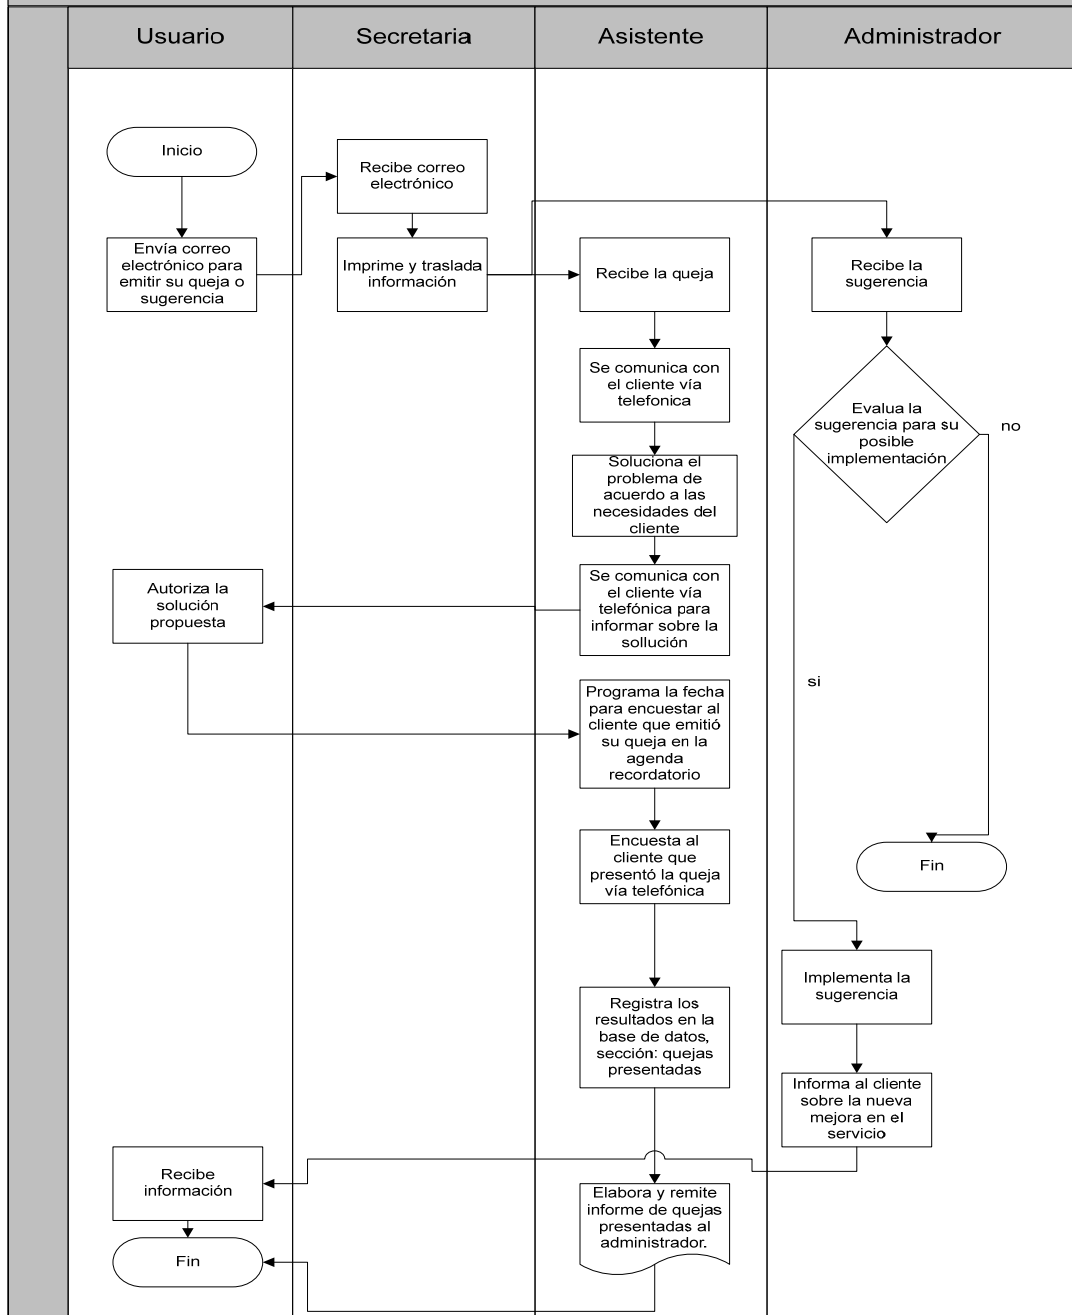 Usuario
Secretaria
Asistente
Administrador
Inicio
Envía correo
electrónico para
emitir su queja o
sugerencia
Recibe correo
electrónico
Imprime y traslada
información
Recibe la queja
Recibe la
sugerencia
Se comunica con
el cliente vía
telefonica
Evalua la
sugerencia para su
posible
implementación
no
si
Soluciona el
problema de
acuerdo a las
necesidades del
cliente
Se comunica con
el cliente vía
telefónica para
informar sobre la
sollución
Autoriza la
solución
propuesta
Programa la fecha
para encuestar al
cliente que emitió
su queja en la
agenda
recordatorio
Encuesta al
cliente que
presentó la queja
vía telefónica
Fin
Implementa la
sugerencia
Registra los
resultados en la
base de datos,
sección: quejas
presentadas
Informa al cliente
sobre la nueva
mejora en el
servicio
Recibe
información
Elabora y remite
informe de quejas
presentadas al
administrador.
Fin